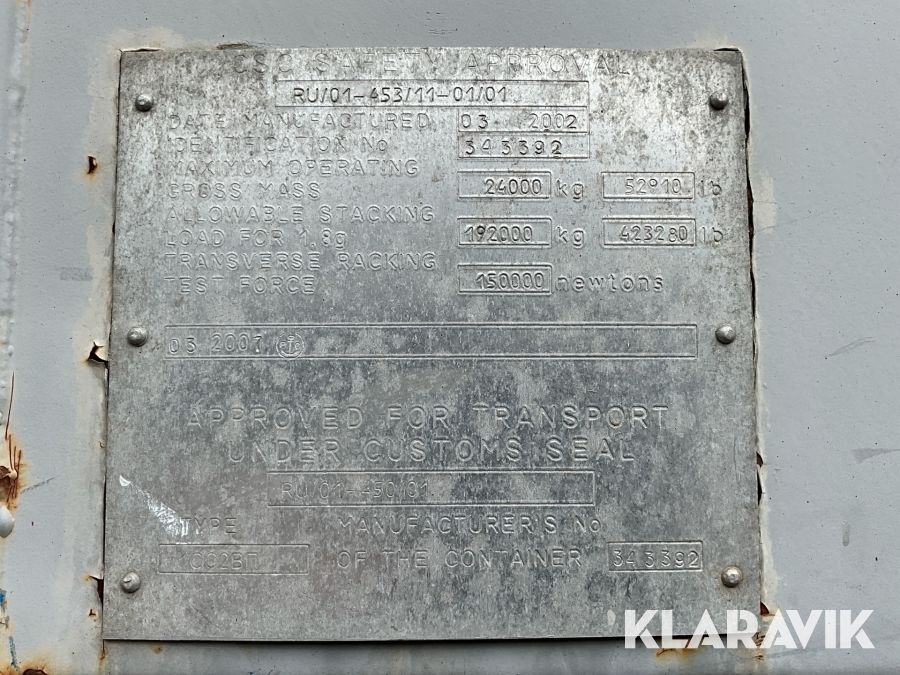 CSC SAFETY APPROVAL
RU/01-453/11-01/01
DATE MANUFACTURED 03 2002
IDENTIFICATION No 343392
MAXIMUM OPERATING
GROSS MASS 24000 kg 52910 lb
ALLOWABLE STACKING
LOAD FOR 1,8g 192000 kg 423280 lb
TRANSVERSE RACKING
TEST FORCE 150000 newtons
03 2007
APPROVED FOR TRANSPORT
UNDER CUSTOMS SEAL
RU/01-450/01
TYPE MANUFACTURER'S No
OF THE CONTAINER 343392
KLARAVIK